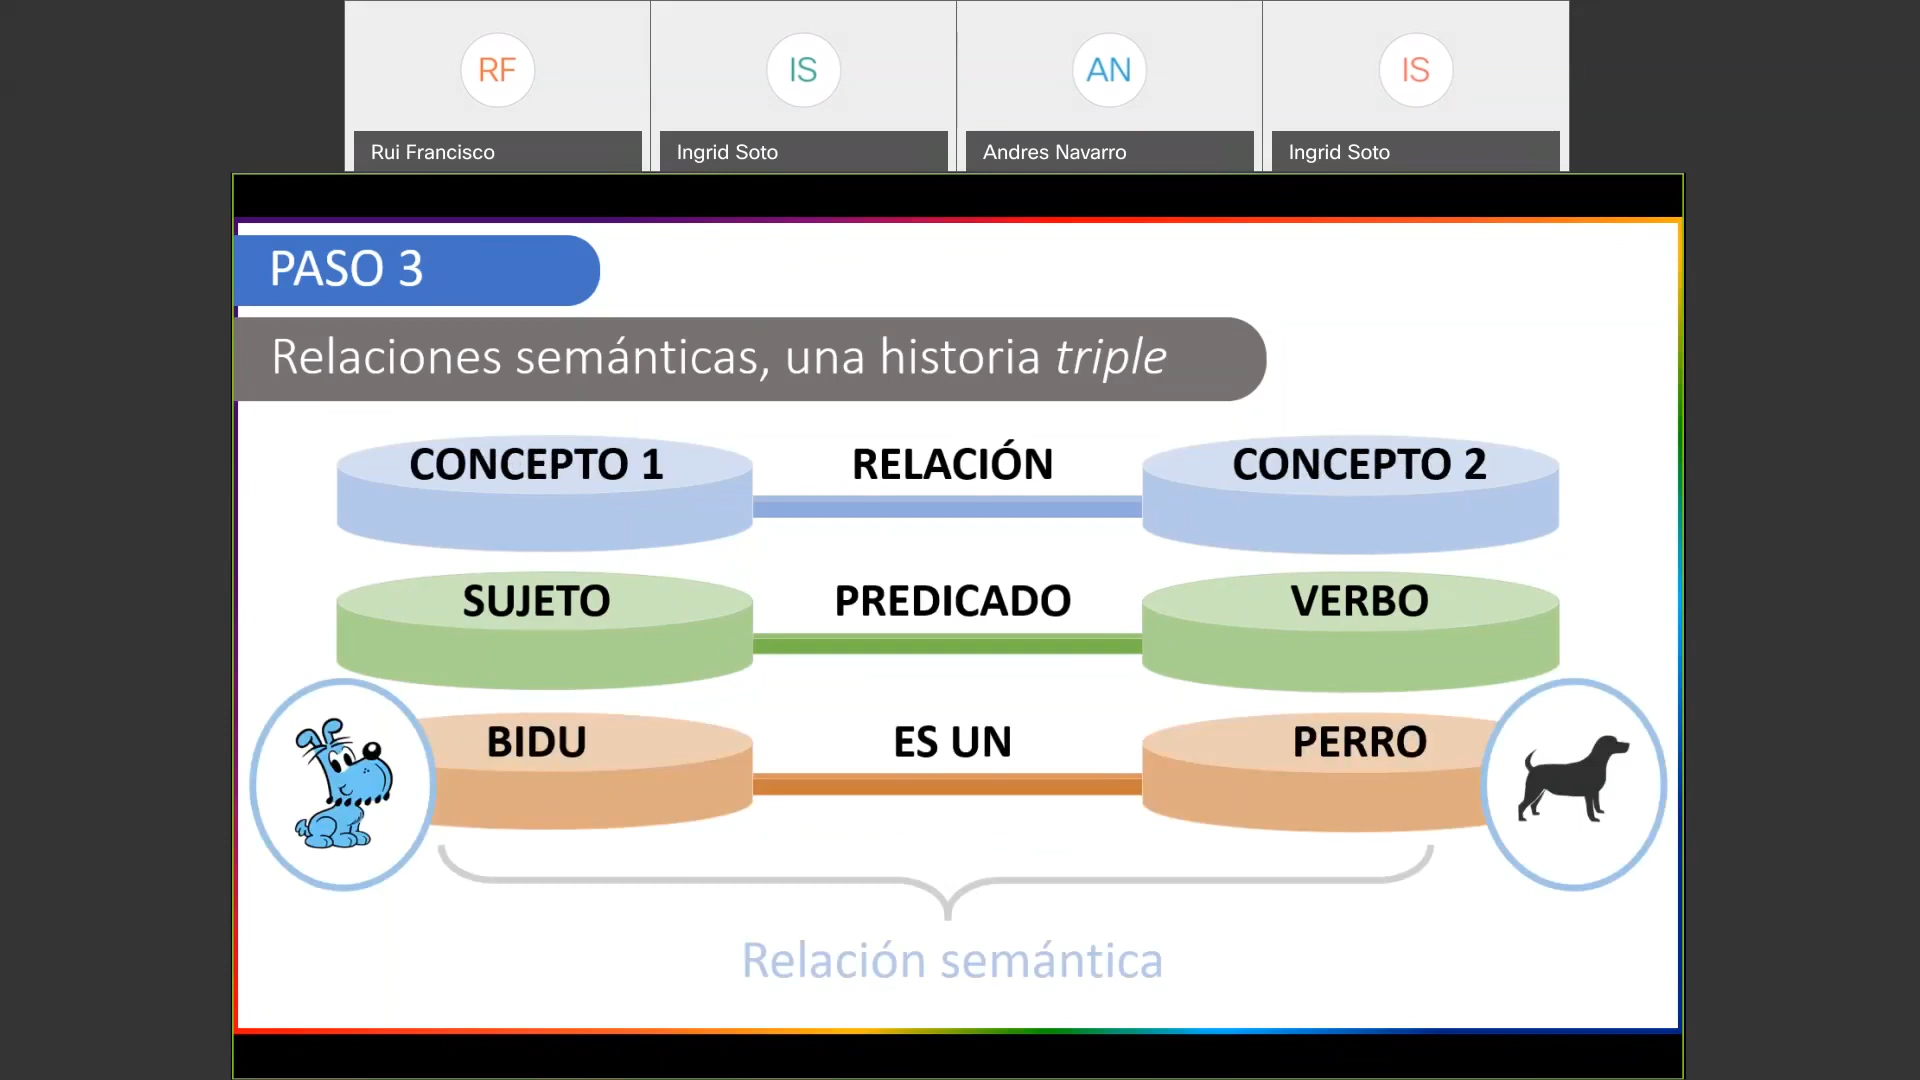 RF
IS
AN
IS
Rui Francisco
Ingrid Soto
Andres Navarro
Ingrid Soto
PASO 3
Relaciones semánticas, una historia triple
CONCEPTO 1
RELACIÓN
CONCEPTO 2
SUJETO
PREDICADO
VERBO
BIDU
ES UN
PERRO
Relación semántica